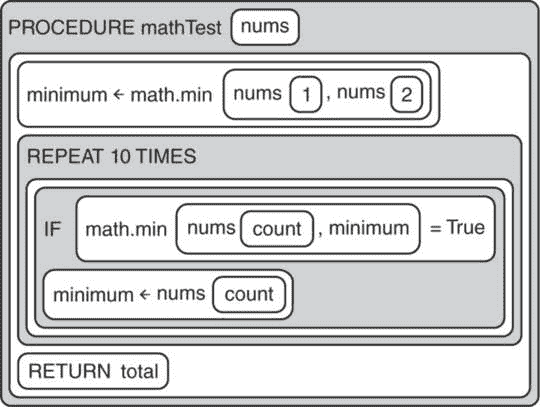 PROCEDURE mathTest nums
minimum ← math.min nums 1 , nums 2
REPEAT 10 TIMES
IF math.min nums count , minimum = True
minimum ← nums count
RETURN total